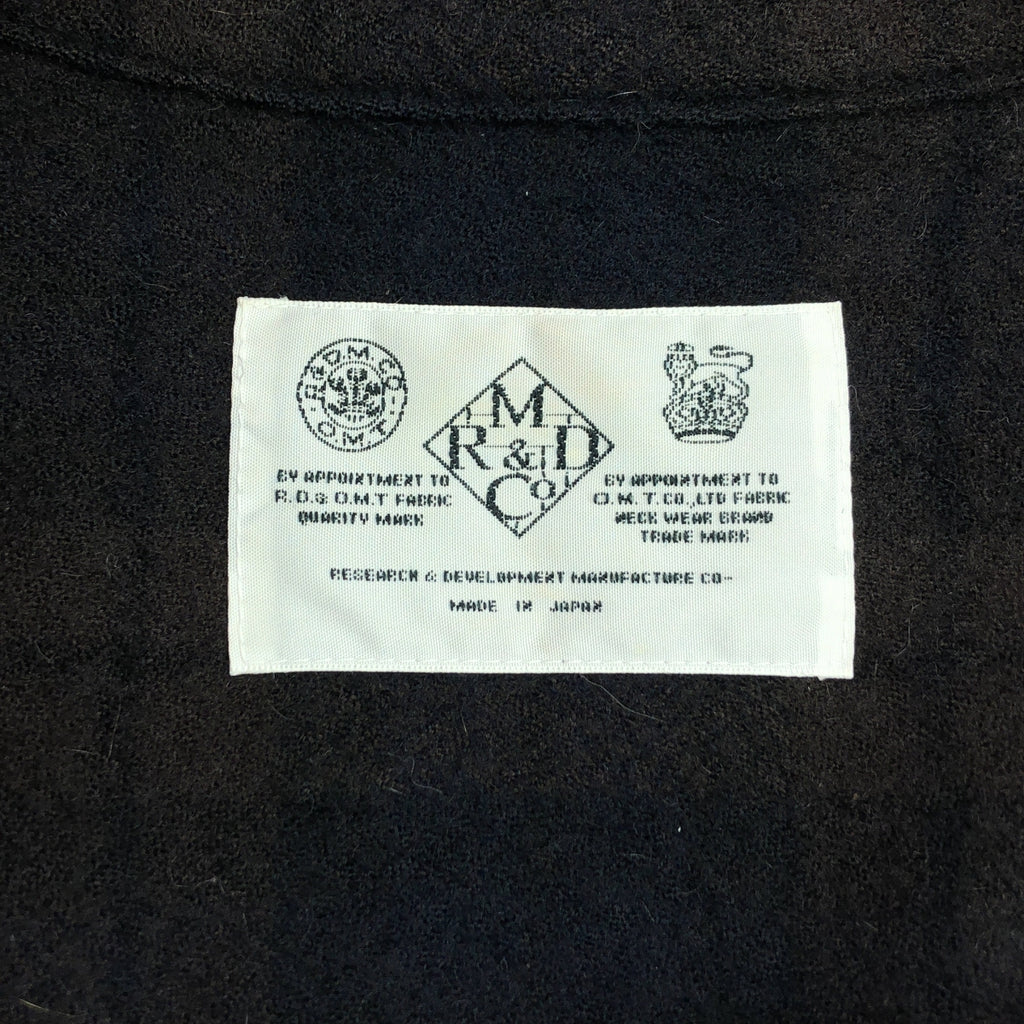 R&D.M.CO
O.M.T
M
R & D
Co
BY APPOINTMENT TO
R.D.& O.M.T FABRIC
QUARITY MARK
BY APPOINTMENT TO
O.M.T.CO.,LTD FABRIC
NECK WEAR BRAND
TRADE MARK
RESEARCH & DEVELOPMENT MANUFACTURE CO-
MADE IN JAPAN